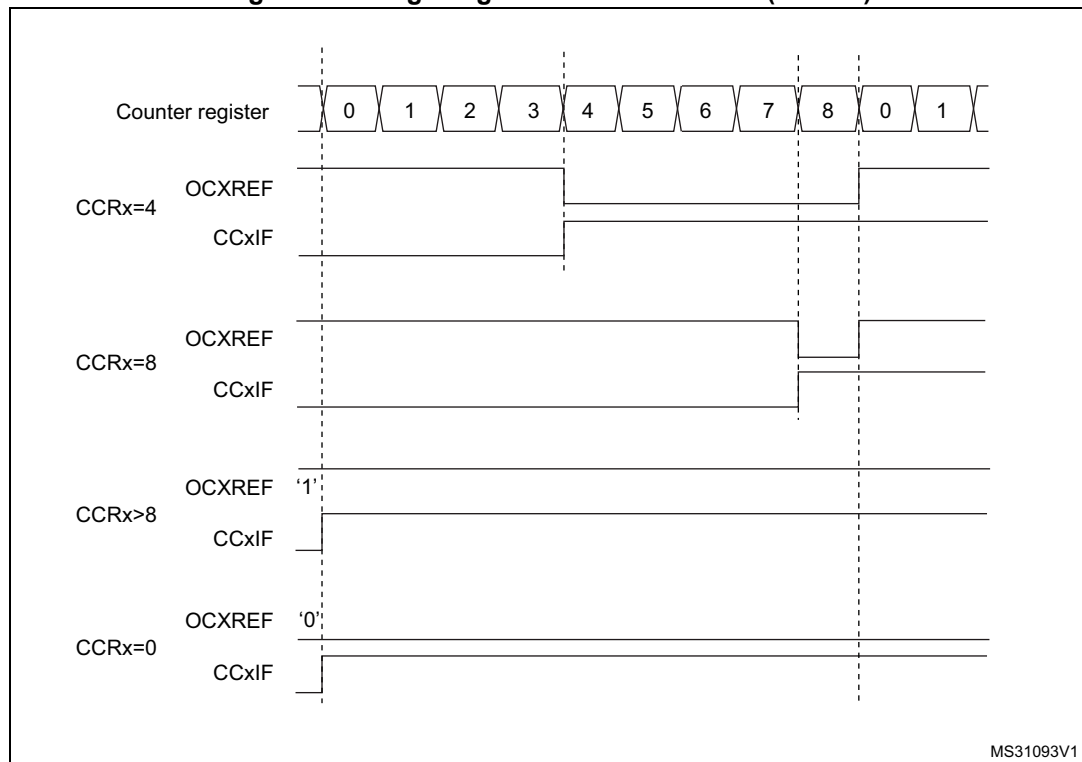 Counter register 0 1 2 3 4 5 6 7 8 0 1
OCXREF
CCRx=4
CCxIF
OCXREF
CCRx=8
CCxIF
OCXREF ‘1’
CCRx>8
CCxIF
OCXREF ‘0’
CCRx=0
CCxIF
MS31093V1